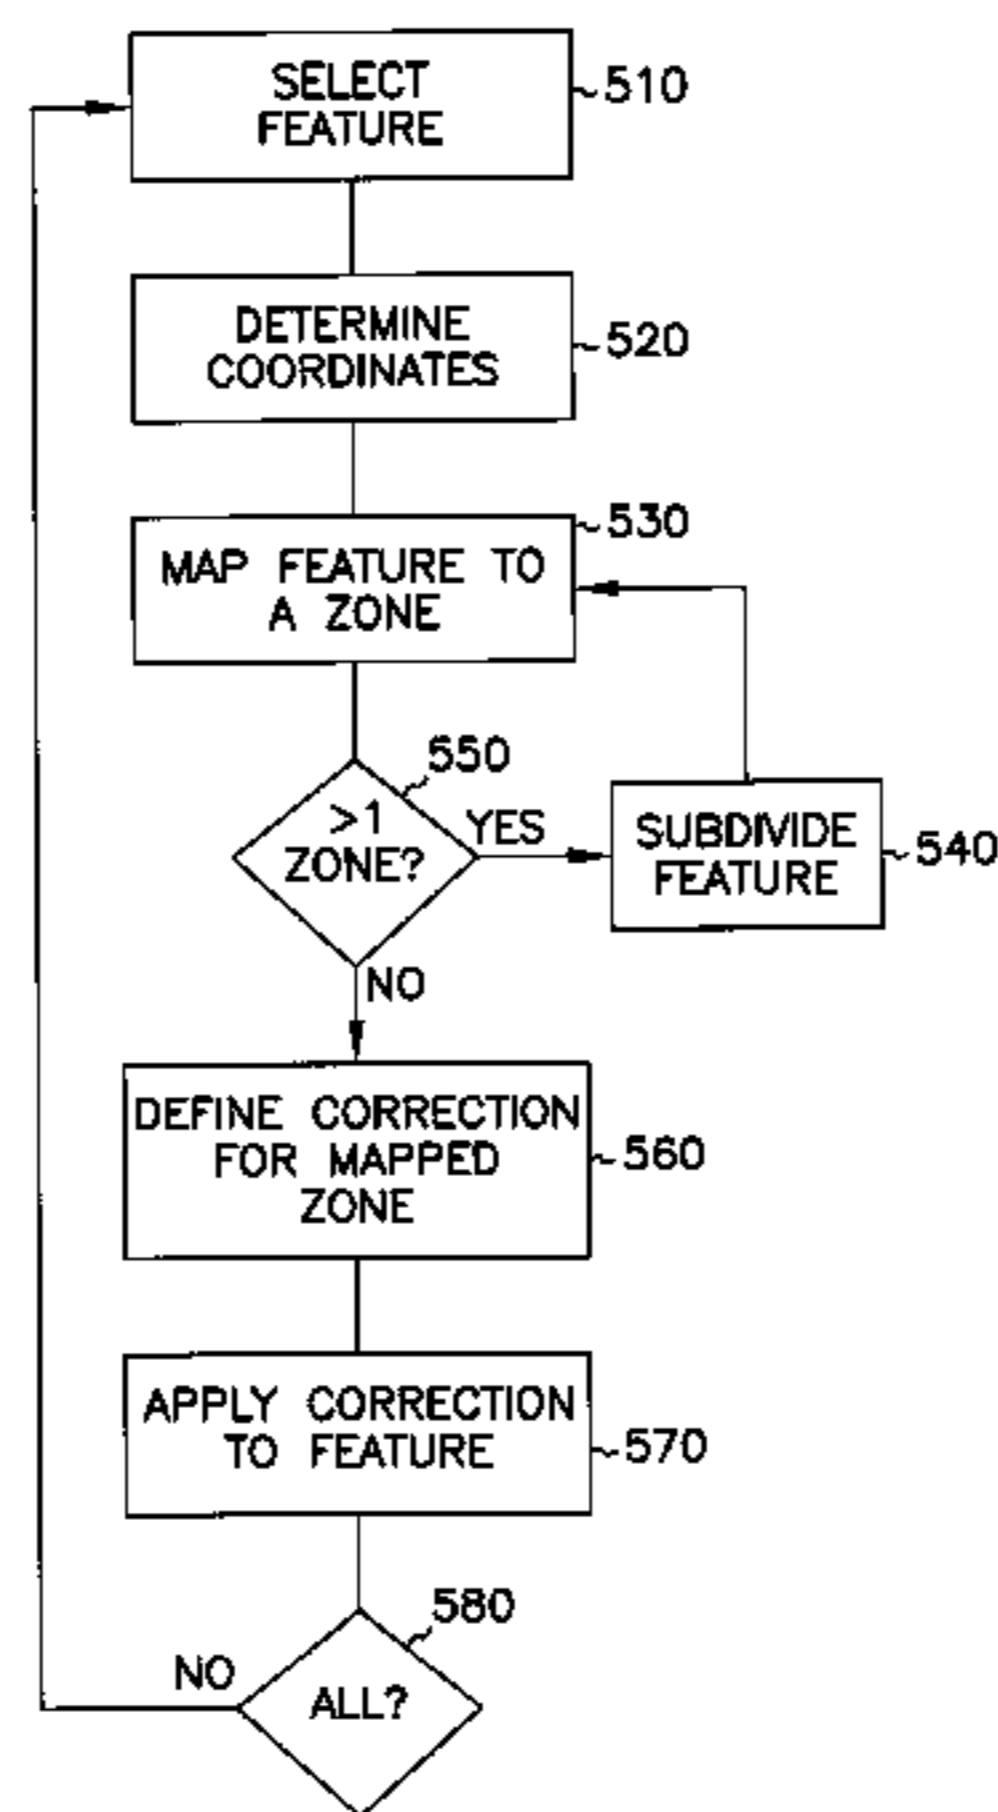 SELECT
FEATURE
510
DETERMINE
COORDINATES
520
530
MAP FEATURE TO
A ZONE
550
>1
ZONE?
YES
SUBDIVIDE
FEATURE
540
NO
DEFINE CORRECTION
FOR MAPPED
ZONE
560
APPLY CORRECTION
TO FEATURE
570
580
NO
ALL?